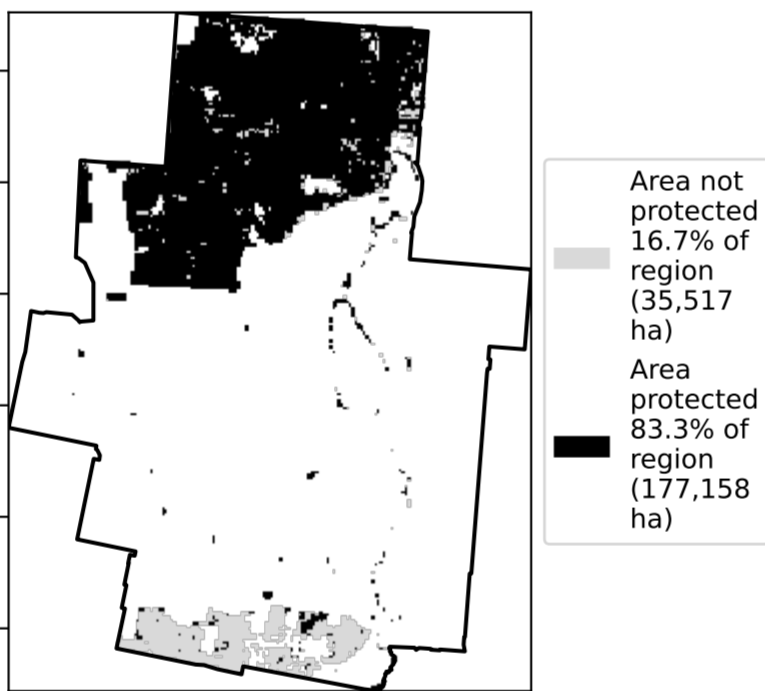 Area not
protected
16.7% of
region
(35,517
ha)
Area
protected
83.3% of
region
(177,158
ha)